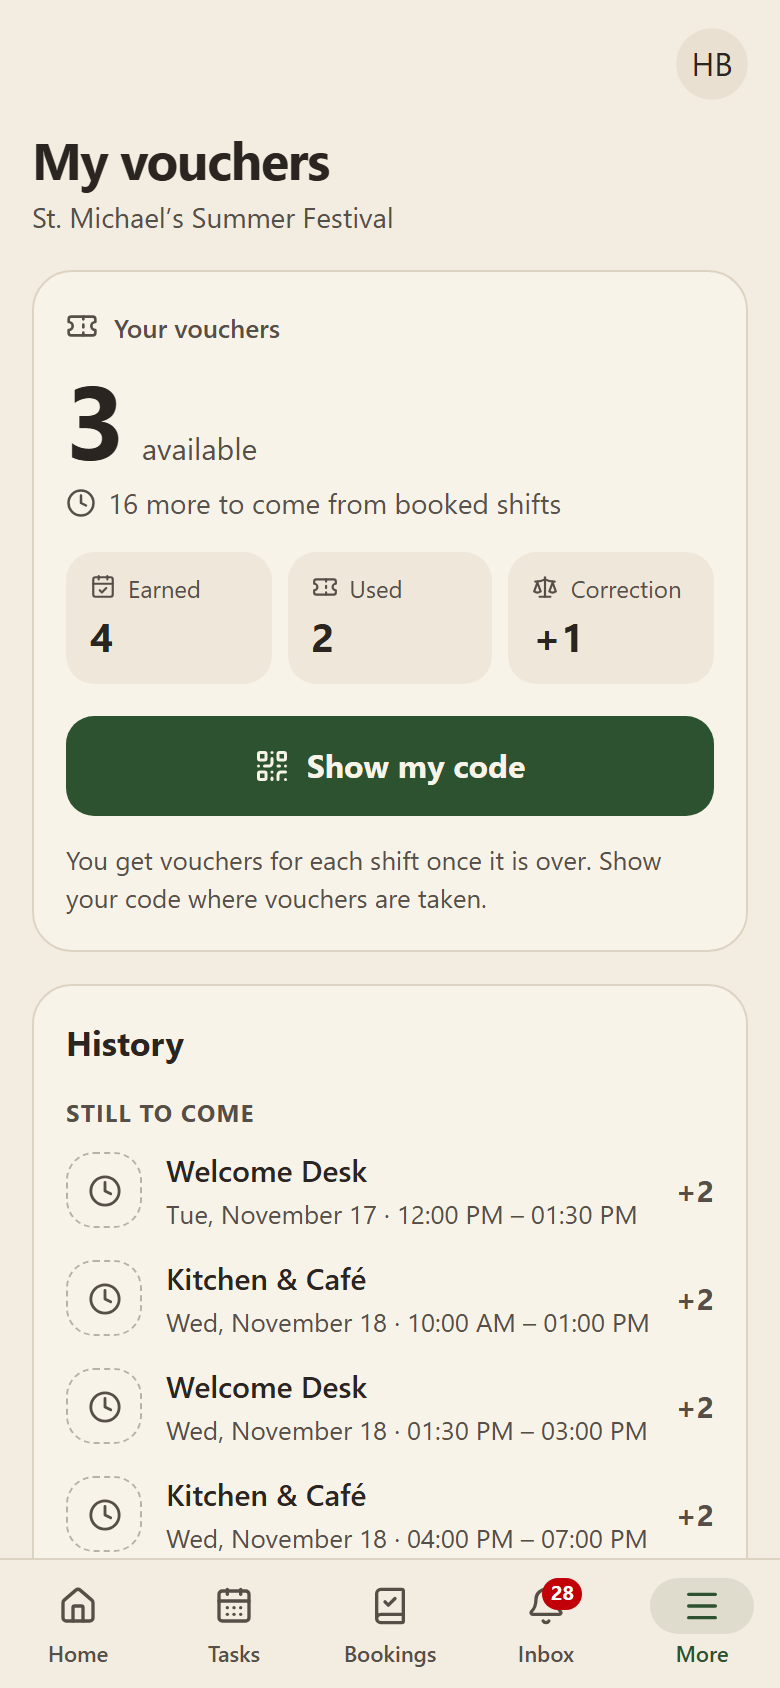 HB
My vouchers
St. Michael's Summer Festival
Your vouchers
3 available
16 more to come from booked shifts
Earned
4
Used
2
Correction
+1
Show my code
You get vouchers for each shift once it is over. Show
your code where vouchers are taken.
History
STILL TO COME
Welcome Desk
Tue, November 17 · 12:00 PM – 01:30 PM
+2
Kitchen & Café
Wed, November 18 · 10:00 AM – 01:00 PM
+2
Welcome Desk
Wed, November 18 · 01:30 PM – 03:00 PM
+2
Kitchen & Café
Wed, November 18 · 04:00 PM – 07:00 PM
+2
28
Home
Tasks
Bookings
Inbox
More